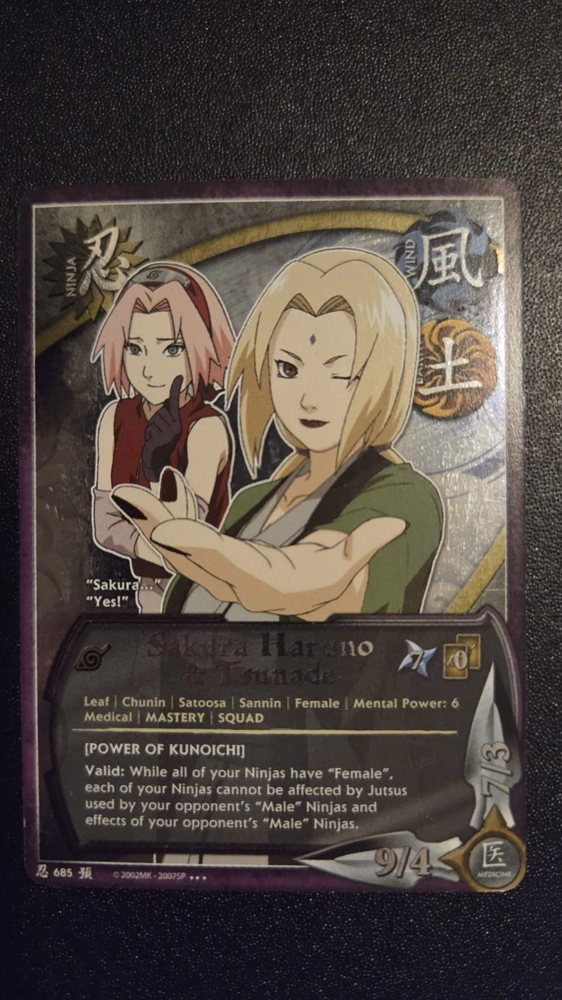 NINJA 忍
WIND 風
土
"Sakura..."
"Yes!"
Sakura Haruno
& Tsunade
7 0
Leaf | Chunin | Satoosa | Sannin | Female | Mental Power: 6
Medical | MASTERY | SQUAD
[POWER OF KUNOICHI]
Valid: While all of your Ninjas have "Female",
each of your Ninjas cannot be affected by Jutsus
used by your opponent's "Male" Ninjas and
effects of your opponent's "Male" Ninjas.
7/3
9/4
医
MEDICINE
忍 685
© 2002MK - 2007SP